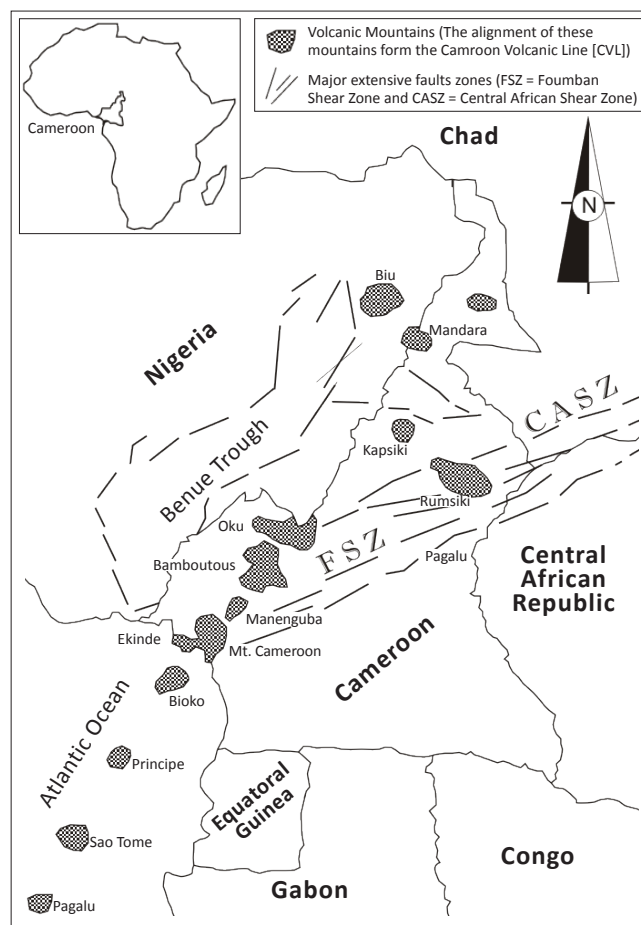 Volcanic Mountains (The alignment of these
mountains form the Camroon Volcanic Line [CVL])
Major extensive faults zones (FSZ = Foumban
Shear Zone and CASZ = Central African Shear Zone)
Cameroon
Chad
N
Biu
Mandara
Nigeria
CASZ
Kapsiki
Benue Trough
Rumsiki
Oku
FSZ
Bamboutous
Pagalu
Central
African
Republic
Manenguba
Ekinde
Mt. Cameroon
Cameroon
Bioko
Atlantic Ocean
Principe
Equatoral
Guinea
Sao Tome
Congo
Gabon
Pagalu